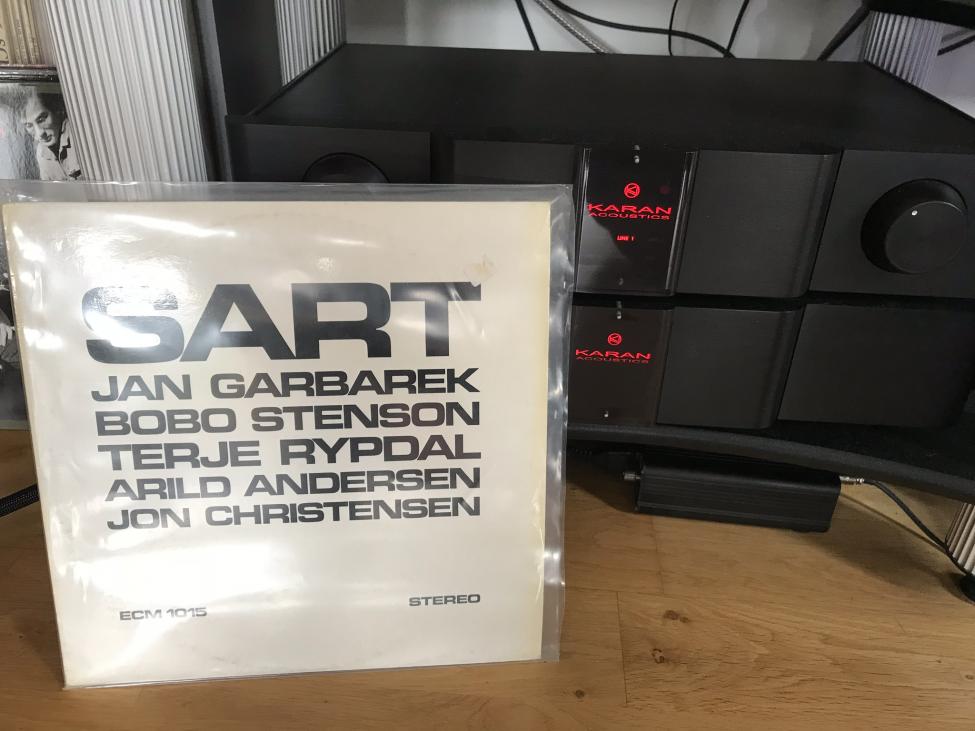 SART
JAN GARBAREK
BOBO STENSON
TERJE RYPDAL
ARILD ANDERSEN
JON CHRISTENSEN
ECM 1015
STEREO
KARAN
ACOUSTICS
LINE 1
KARAN
ACOUSTICS